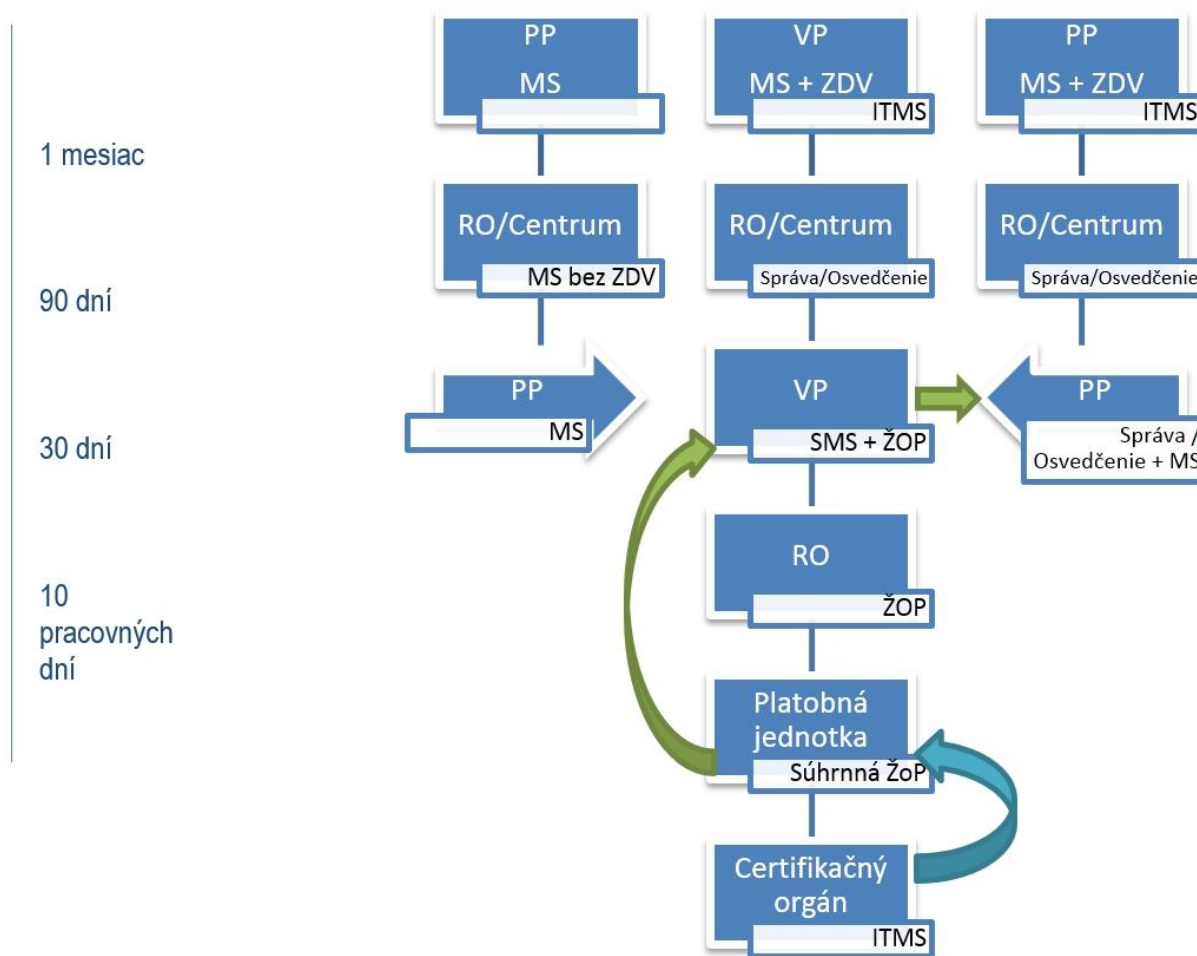 PP
MS
VP
MS + ZDV
ITMS
PP
MS + ZDV
ITMS
1 mesiac
RO/Centrum
MS bez ZDV
RO/Centrum
Správa/Osvedčenie
RO/Centrum
Správa/Osvedčenie
90 dní
PP
MS
VP
SMS + ŽOP
PP
Správa /
Osvedčenie + MS
30 dní
RO
ŽOP
10
pracovných
dní
Platobná
jednotka
Súhrnná ŽoP
Certifikačný
orgán
ITMS